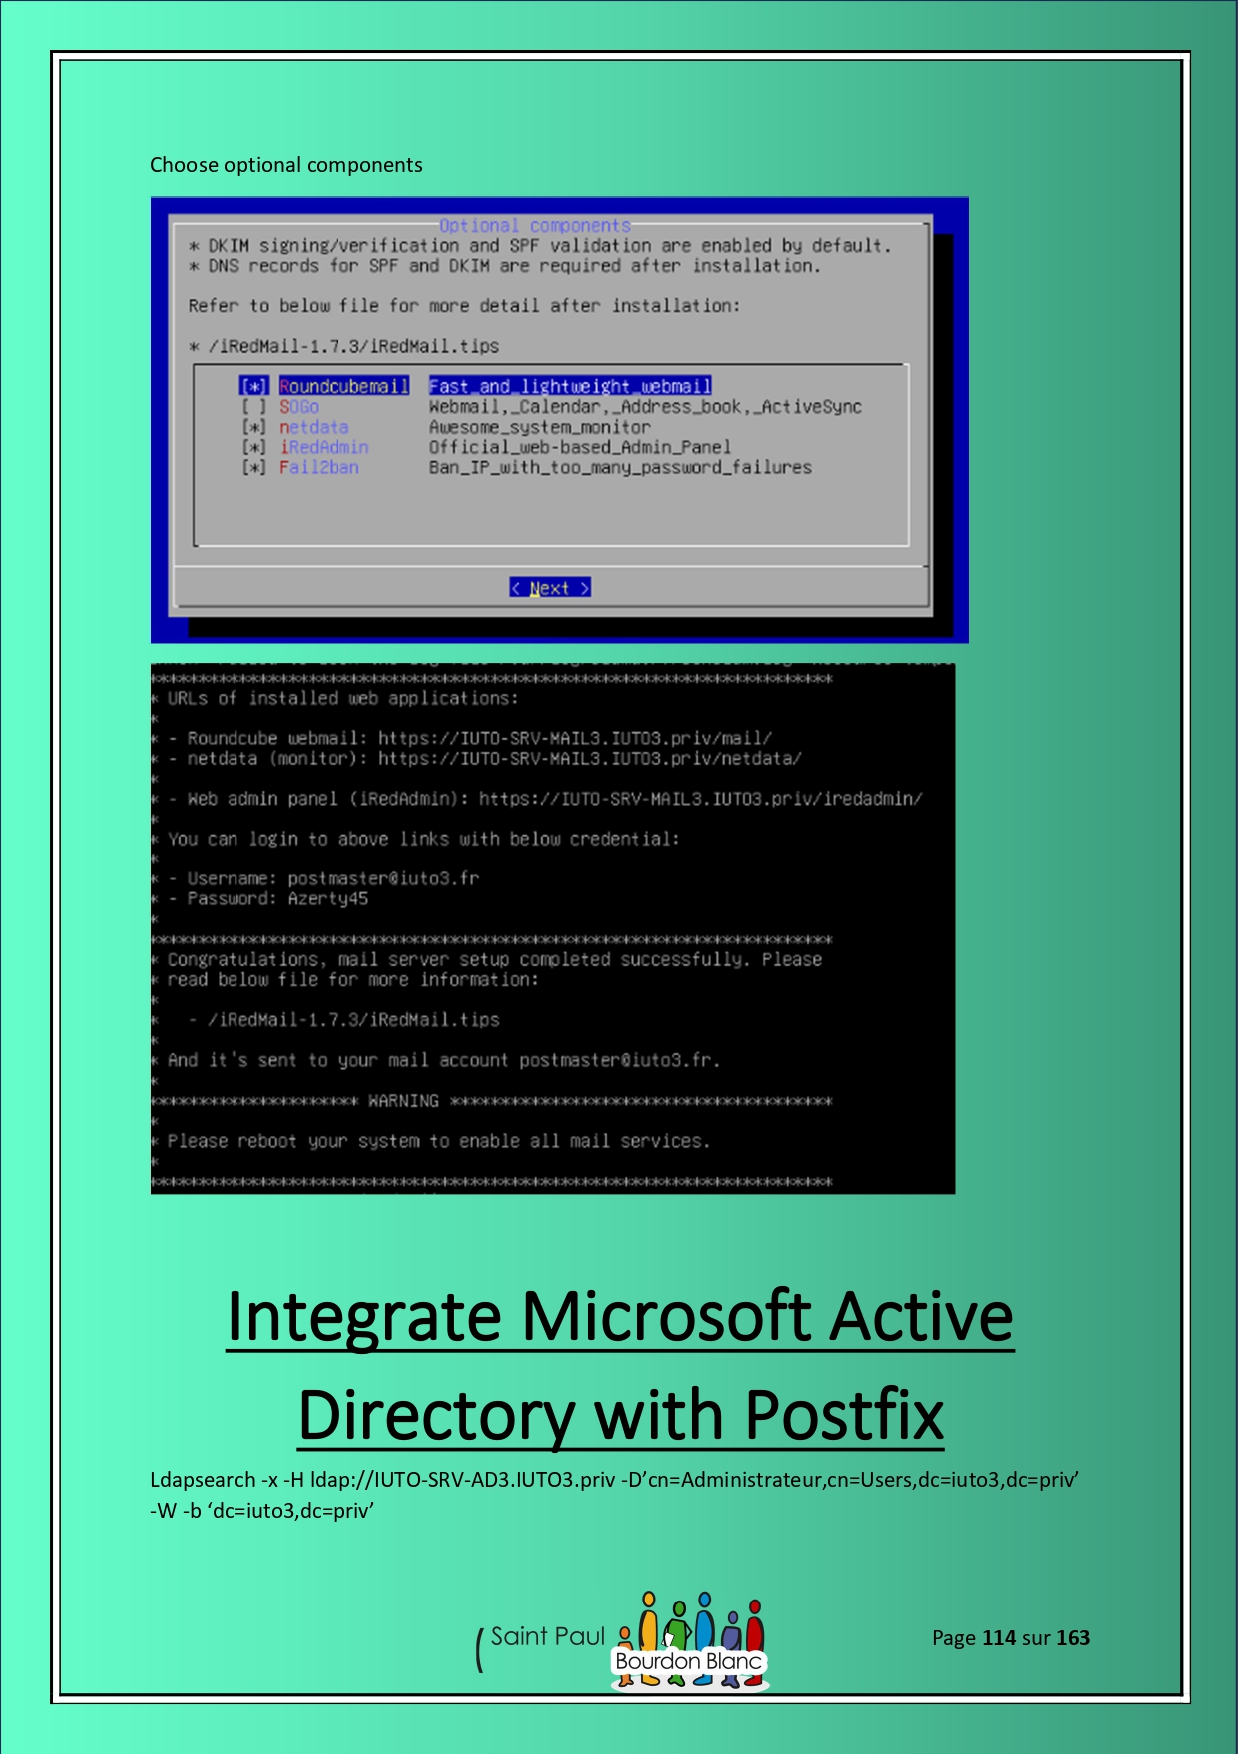 Choose optional components
Optional components
* DKIM signing/verification and SPF validation are enabled by default.
* DNS records for SPF and DKIM are required after installation.
Refer to below file for more detail after installation:
* /iRedMail-1.7.3/iRedMail.tips
[*] Roundcubemail Fast_and_lightweight_webmail
[ ] SOGo Webmail,_Calendar,_Address_book,_ActiveSync
[*] netdata Awesome_system_monitor
[*] iRedAdmin Official_web-based_Admin_Panel
[*] Fail2ban Ban_IP_with_too_many_password_failures
< Next >
********************************************************************
* URLs of installed web applications:
*
* - Roundcube webmail: https://IUTO-SRV-MAIL3.IUTO3.priv/mail/
* - netdata (monitor): https://IUTO-SRV-MAIL3.IUTO3.priv/netdata/
*
* - Web admin panel (iRedAdmin): https://IUTO-SRV-MAIL3.IUTO3.priv/iredadmin/
*
* You can login to above links with below credential:
*
* - Username: postmaster@iuto3.fr
* - Password: Azerty45
*
********************************************************************
* Congratulations, mail server setup completed successfully. Please
* read below file for more information:
*
*   - /iRedMail-1.7.3/iRedMail.tips
*
* And it's sent to your mail account postmaster@iuto3.fr.
*
********************* WARNING **************************************
*
* Please reboot your system to enable all mail services.
*
********************************************************************
Integrate Microsoft Active
Directory with Postfix
Ldapsearch -x -H ldap://IUTO-SRV-AD3.IUTO3.priv -D’cn=Administrateur,cn=Users,dc=iuto3,dc=priv’
-W -b ‘dc=iuto3,dc=priv’
Saint Paul
Bourdon Blanc
Page 114 sur 163